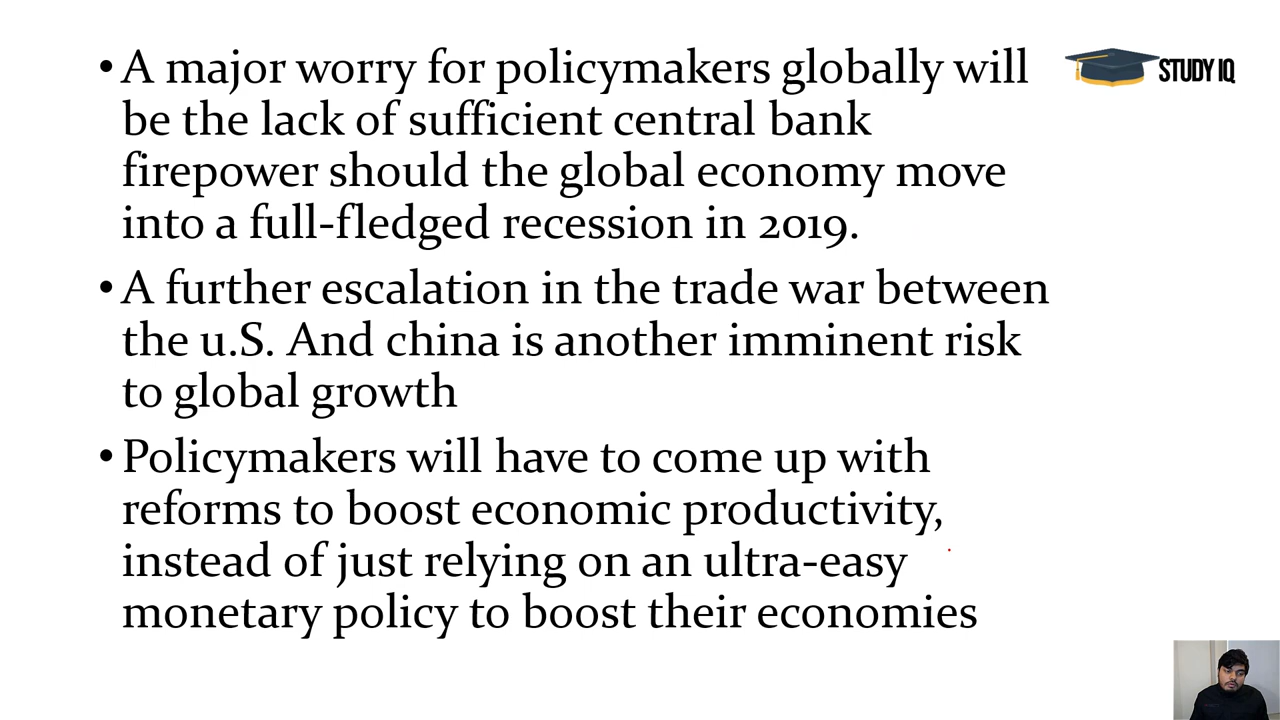 • A major worry for policymakers globally will
STUDY IQ
be the lack of sufficient central bank
firepower should the global economy move
into a full-fledged recession in 2019.
• A further escalation in the trade war between
the u.S. And china is another imminent risk
to global growth
• Policymakers will have to come up with
reforms to boost economic productivity,
instead of just relying on an ultra-easy
monetary policy to boost their economies